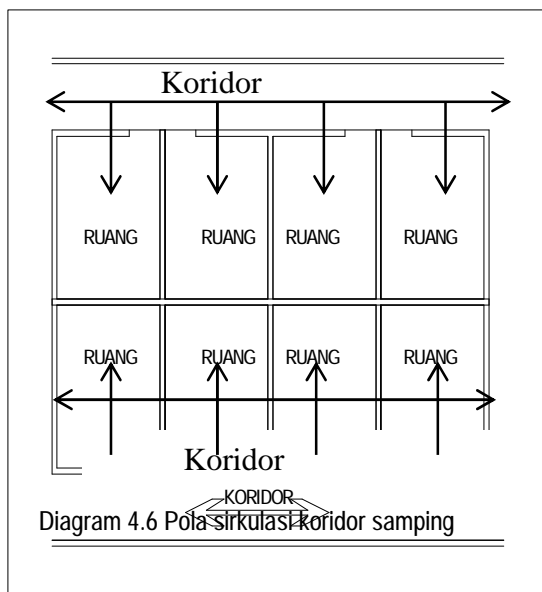 Koridor
RUANG RUANG RUANG RUANG
RUANG RUANG RUANG RUANG
Koridor
KORIDOR
Diagram 4.6 Pola sirkulasi koridor samping